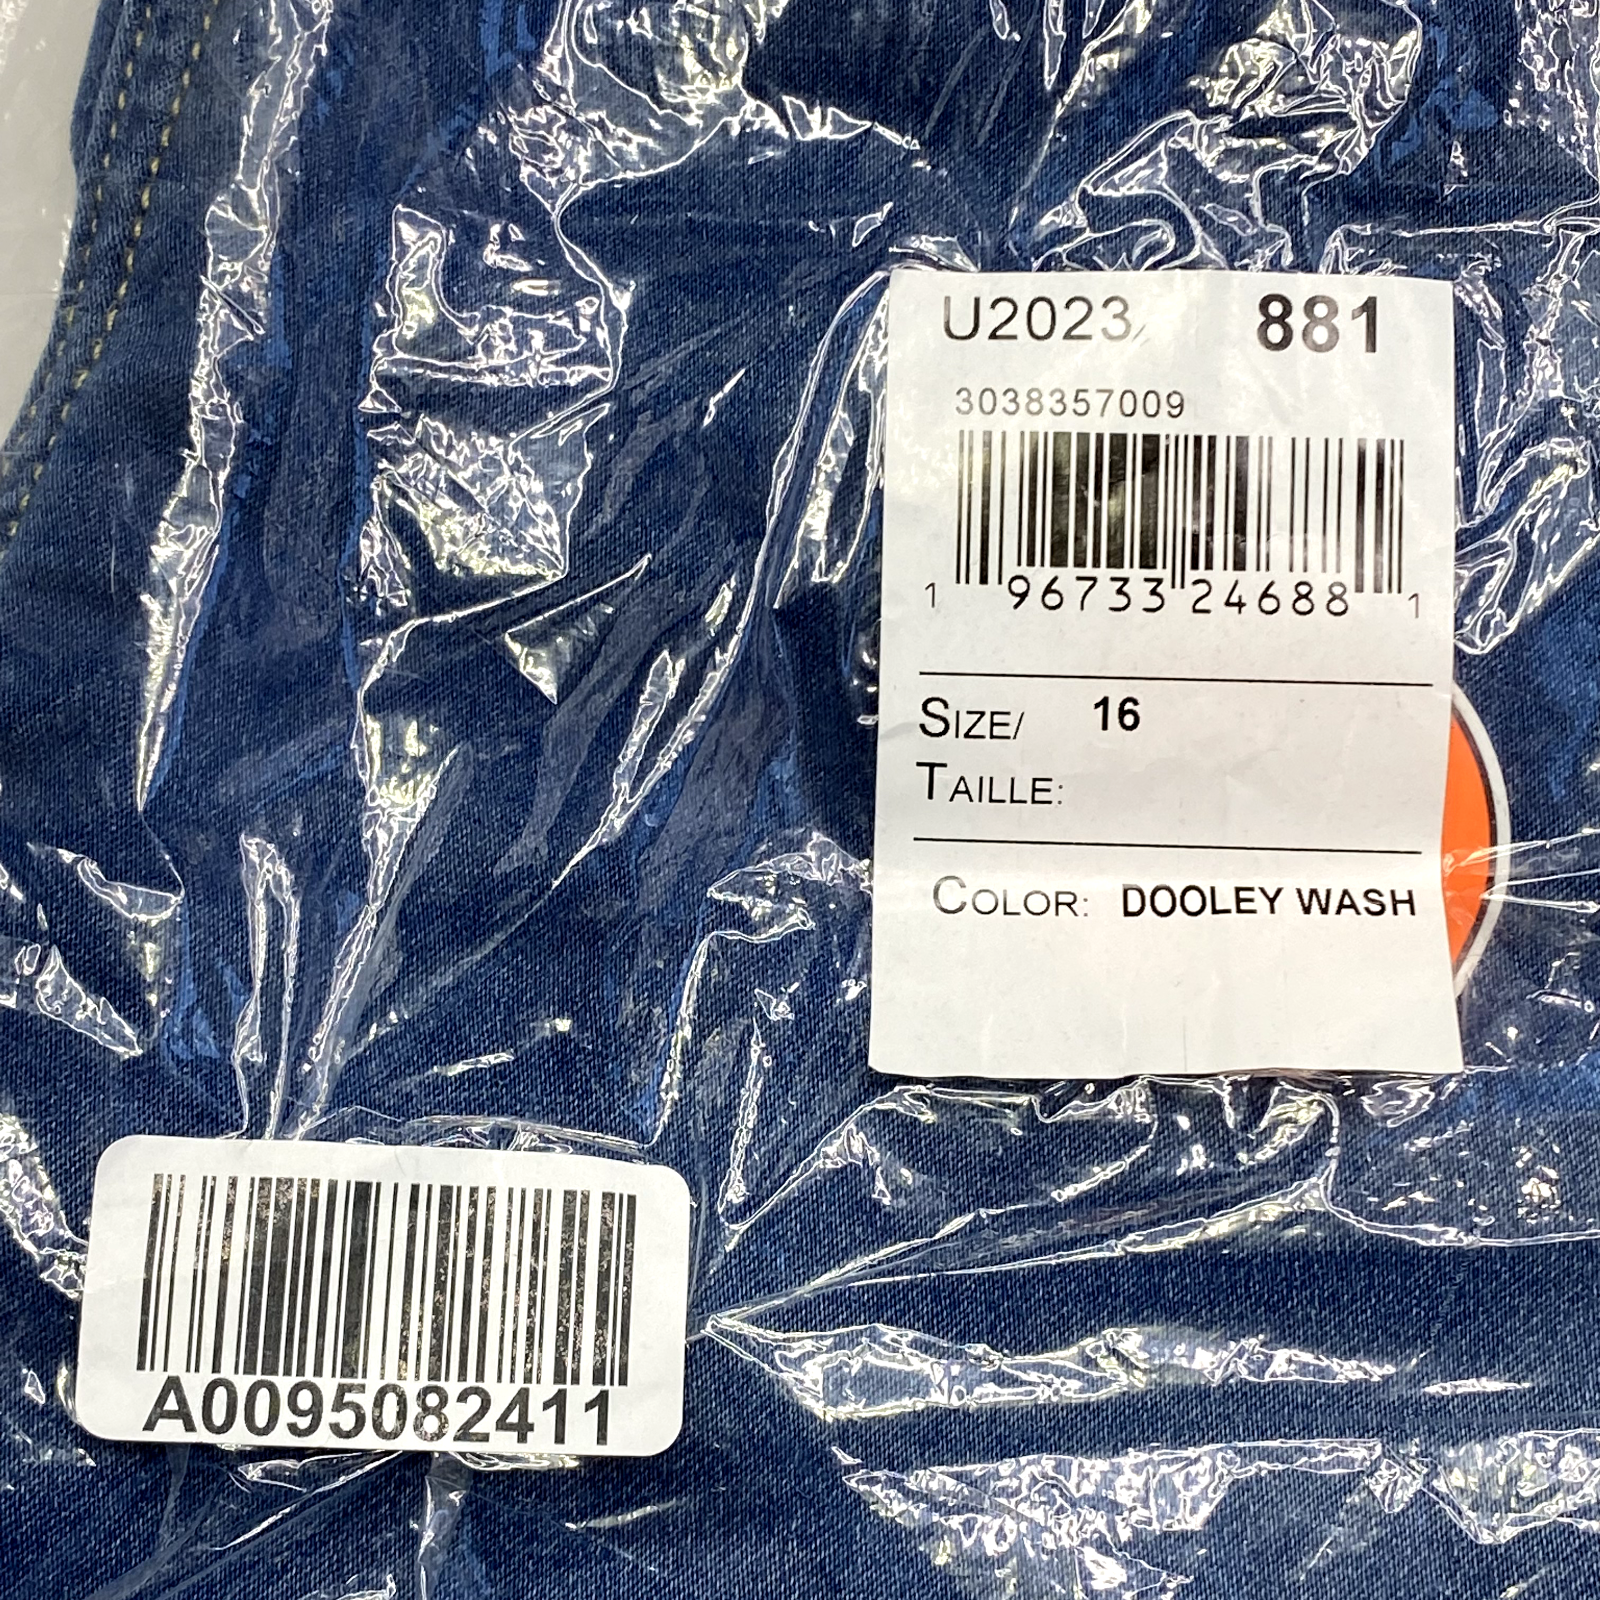 U2023/ 881
3038357009
1 96733 24688 1
SIZE/ 16
TAILLE:
COLOR: DOOLEY WASH
A0095082411